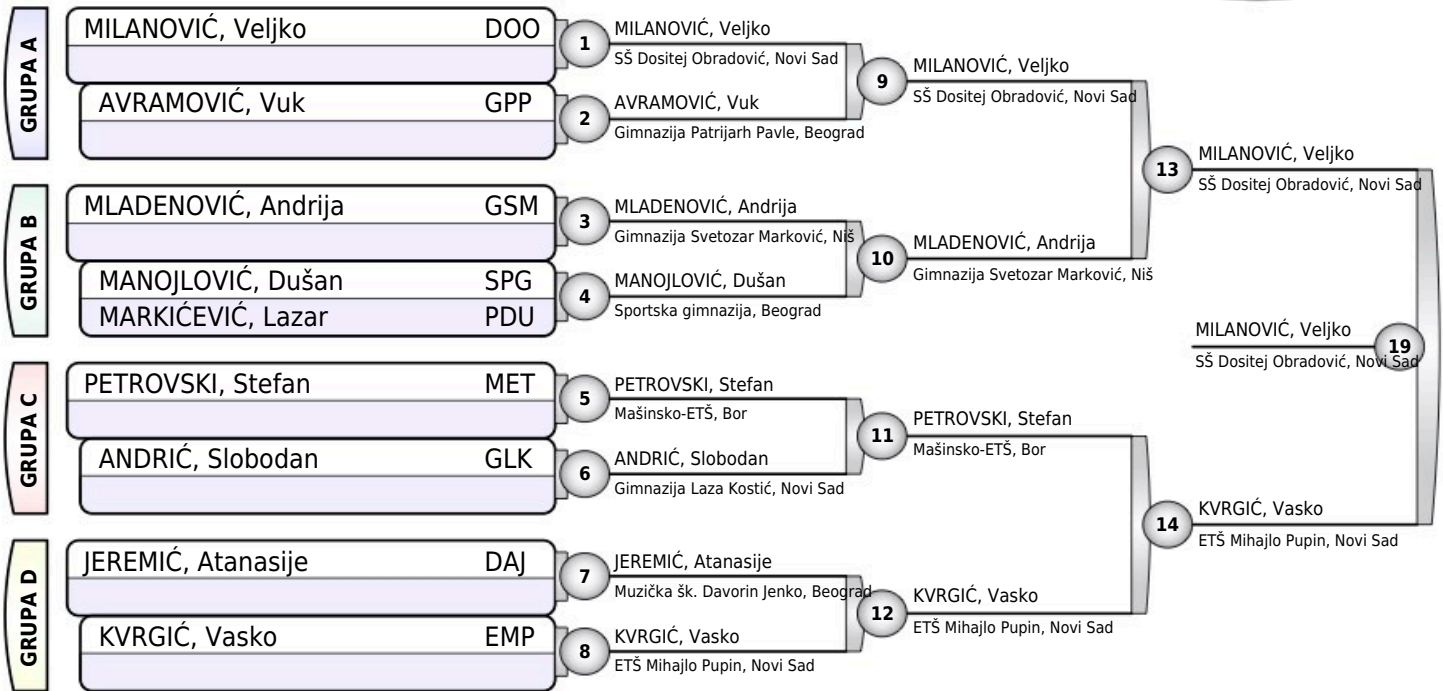 GRUPA A
MILANOVIĆ, Veljko DOO
AVRAMOVIĆ, Vuk GPP
GRUPA B
MLADENOVIĆ, Andrija GSM
MANOJLOVIĆ, Dušan SPG
MARKIĆEVIĆ, Lazar PDU
GRUPA C
PETROVSKI, Stefan MET
ANDRIĆ, Slobodan GLK
GRUPA D
JEREMIĆ, Atanasije DAJ
KVRGIĆ, Vasko EMP
1
MILANOVIĆ, Veljko
SŠ Dositej Obradović, Novi Sad
2
AVRAMOVIĆ, Vuk
Gimnazija Patrijarh Pavle, Beograd
3
MLADENOVIĆ, Andrija
Gimnazija Svetozar Marković, Niš
4
MANOJLOVIĆ, Dušan
Sportska gimnazija, Beograd
5
PETROVSKI, Stefan
Mašinsko-ETŠ, Bor
6
ANDRIĆ, Slobodan
Gimnazija Laza Kostić, Novi Sad
7
JEREMIĆ, Atanasije
Muzička šk. Davorin Jenko, Beograd
8
KVRGIĆ, Vasko
ETŠ Mihajlo Pupin, Novi Sad
9
MILANOVIĆ, Veljko
SŠ Dositej Obradović, Novi Sad
10
MLADENOVIĆ, Andrija
Gimnazija Svetozar Marković, Niš
11
PETROVSKI, Stefan
Mašinsko-ETŠ, Bor
12
KVRGIĆ, Vasko
ETŠ Mihajlo Pupin, Novi Sad
13
MILANOVIĆ, Veljko
SŠ Dositej Obradović, Novi Sad
14
KVRGIĆ, Vasko
ETŠ Mihajlo Pupin, Novi Sad
MILANOVIĆ, Veljko
19
SŠ Dositej Obradović, Novi Sad